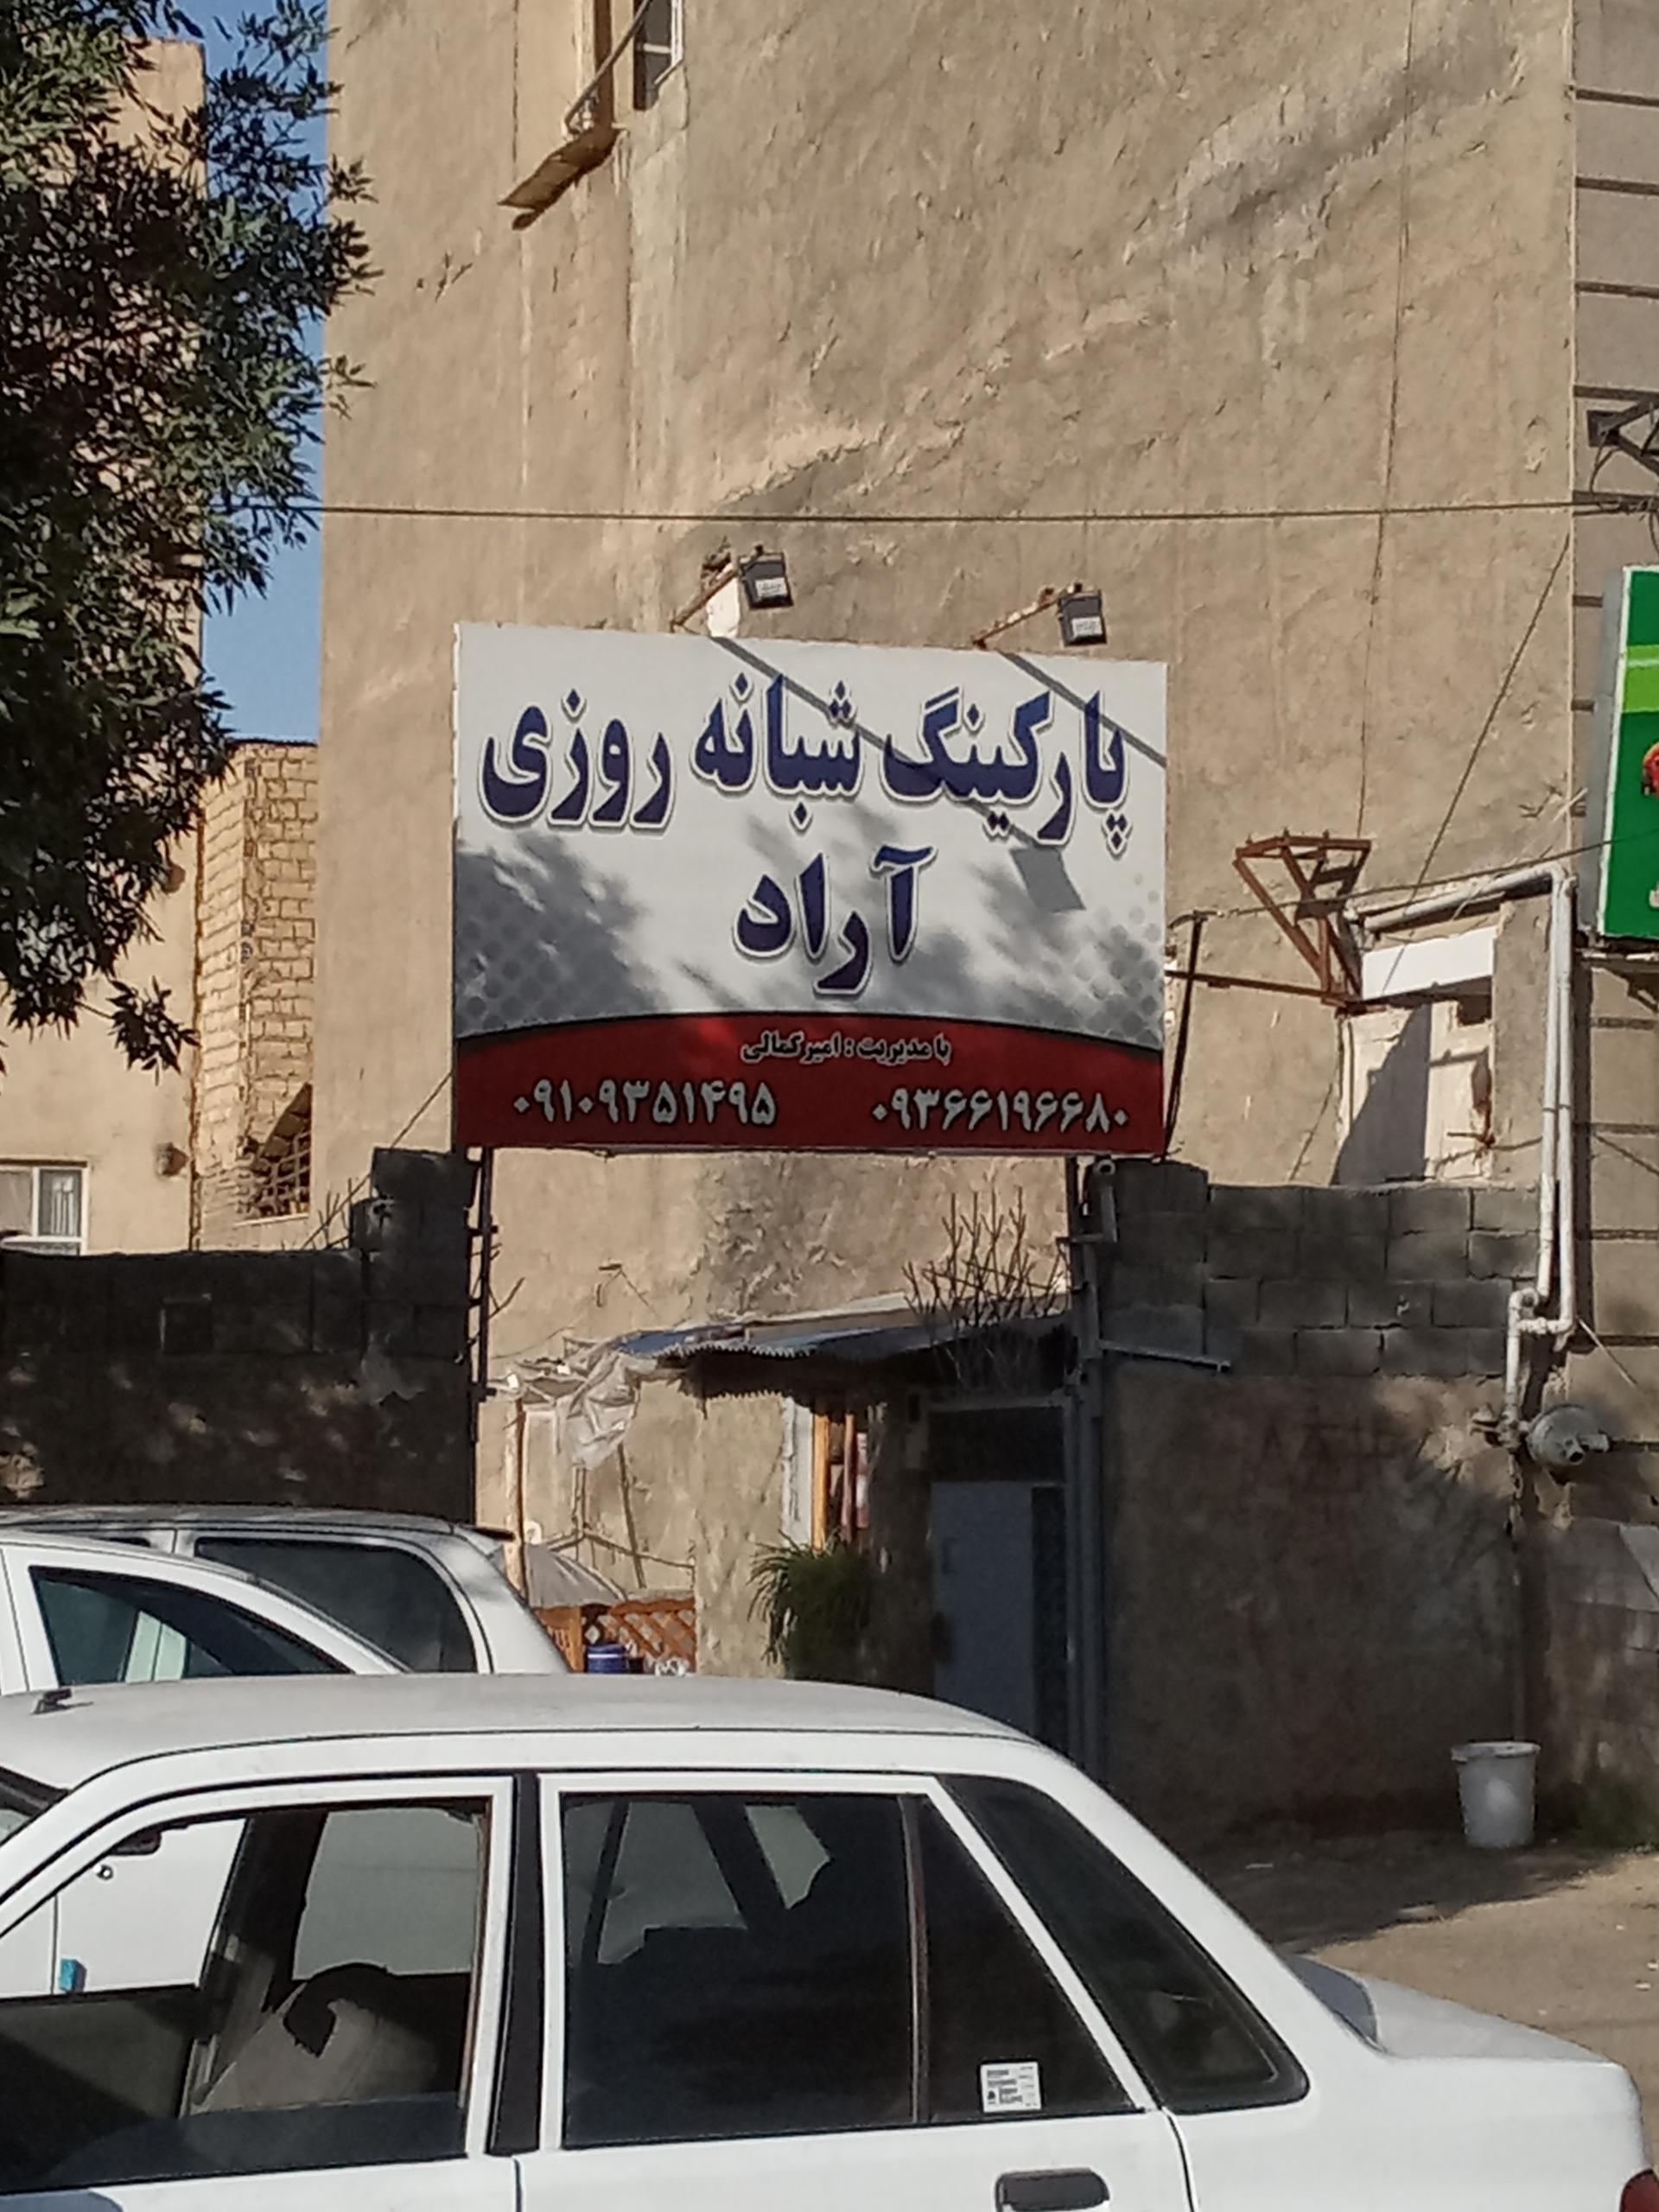 پارکینگ شبانه روزی
آراد
با مدیریت : امیر کمالی
۰۹۳۶۶۱۹۶۶۸۰ ۰۹۱۰۹۳۵۱۴۹۵